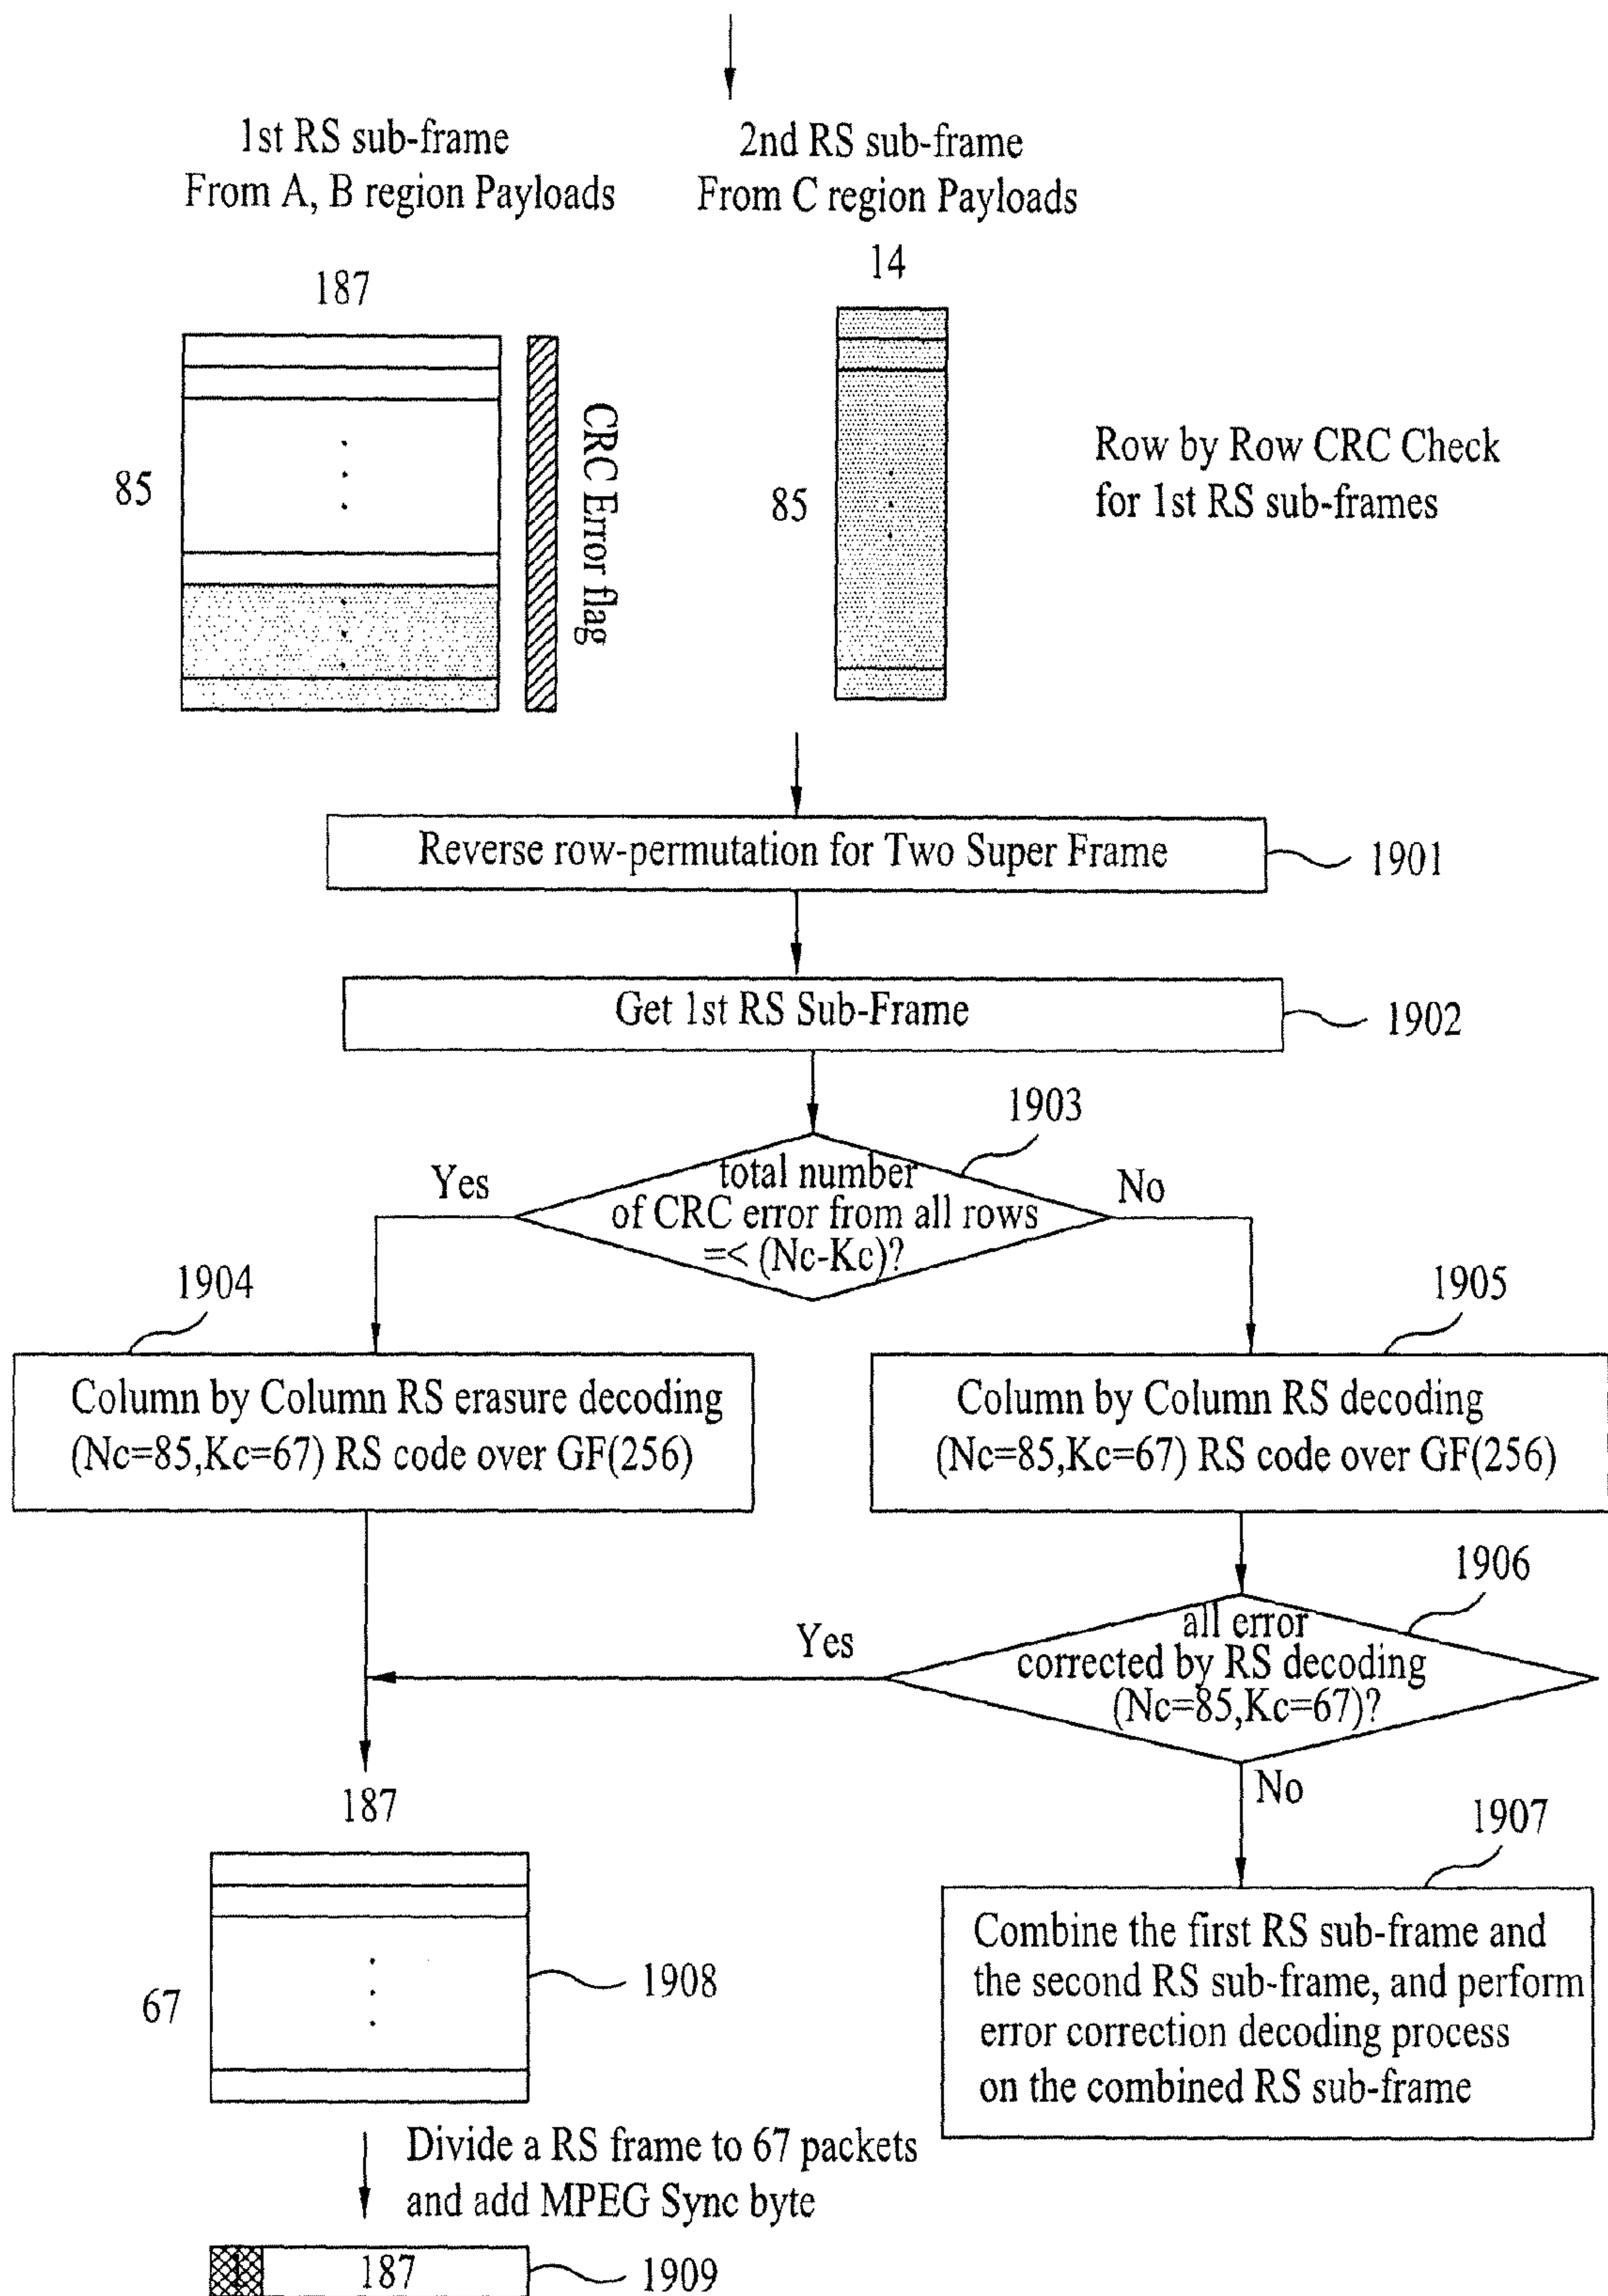 1st RS sub-frame
From A, B region Payloads
2nd RS sub-frame
From C region Payloads
187
14
85
CRC Error flag
85
Row by Row CRC Check
for 1st RS sub-frames
Reverse row-permutation for Two Super Frame
1901
Get 1st RS Sub-Frame
1902
1903
Yes
total number
of CRC error from all rows
=< (Nc-Kc)?
No
1904
1905
Column by Column RS erasure decoding
(Nc=85,Kc=67) RS code over GF(256)
Column by Column RS decoding
(Nc=85,Kc=67) RS code over GF(256)
1906
Yes
all error
corrected by RS decoding
(Nc=85,Kc=67)?
No
187
1907
67
1908
Combine the first RS sub-frame and
the second RS sub-frame, and perform
error correction decoding process
on the combined RS sub-frame
Divide a RS frame to 67 packets
and add MPEG Sync byte
1
187
1909